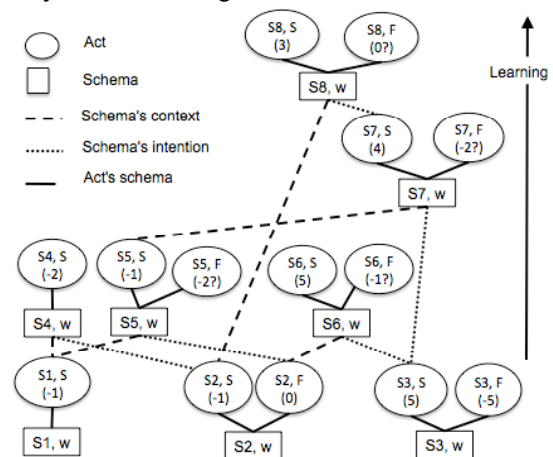 S8, S
(3)
S8, F
(0?)
Act
Learning
Schema
S8, w
Schema's context
S7, S
(4)
S7, F
(-2?)
Schema's intention
Act's schema
S7, w
S4, S
(-2)
S5, S
(-1)
S5, F
(-2?)
S6, S
(5)
S6, F
(-1?)
S4, w
S5, w
S6, w
S1, S
(-1)
S2, S
(-1)
S2, F
(0)
S3, S
(5)
S3, F
(-5)
S1, w
S2, w
S3, w